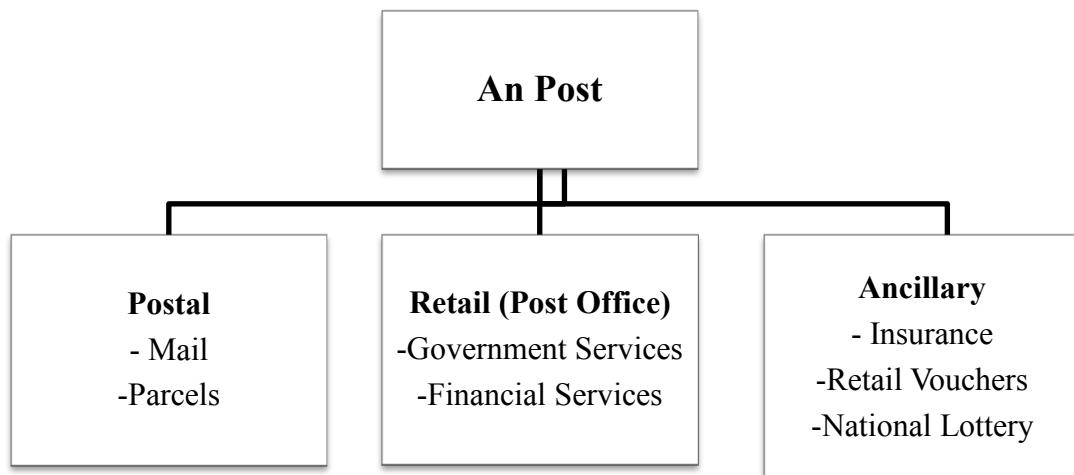 An Post
Postal
- Mail
-Parcels
Retail (Post Office)
-Government Services
-Financial Services
Ancillary
- Insurance
-Retail Vouchers
-National Lottery